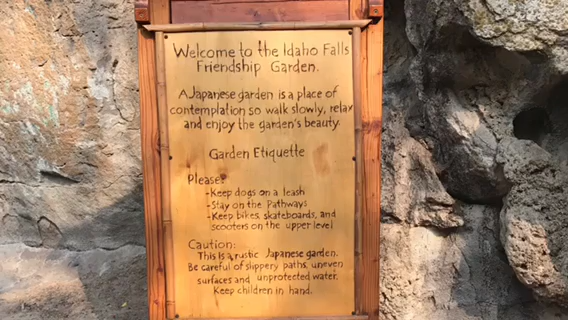 Welcome to the Idaho Falls
Friendship Garden.
A Japanese garden is a place of
contemplation so walk slowly, relax
and enjoy the garden's beauty.
Garden Etiquette
Please:
-Keep dogs on a leash
-Stay on the Pathways
-Keep bikes, skateboards, and
scooters on the upper level
Caution:
This is a rustic Japanese garden.
Be careful of slippery paths, uneven
surfaces and unprotected water.
Keep children in hand.